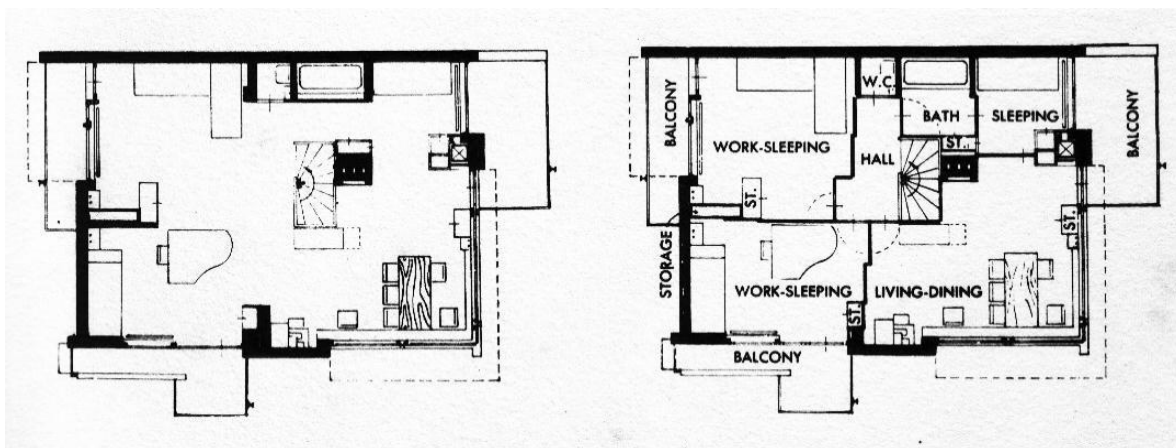 W.C.
BALCONY
BATH
SLEEPING
BALCONY
WORK-SLEEPING
HALL
ST.
ST.
ST.
STORAGE
WORK-SLEEPING
LIVING-DINING
ST.
BALCONY